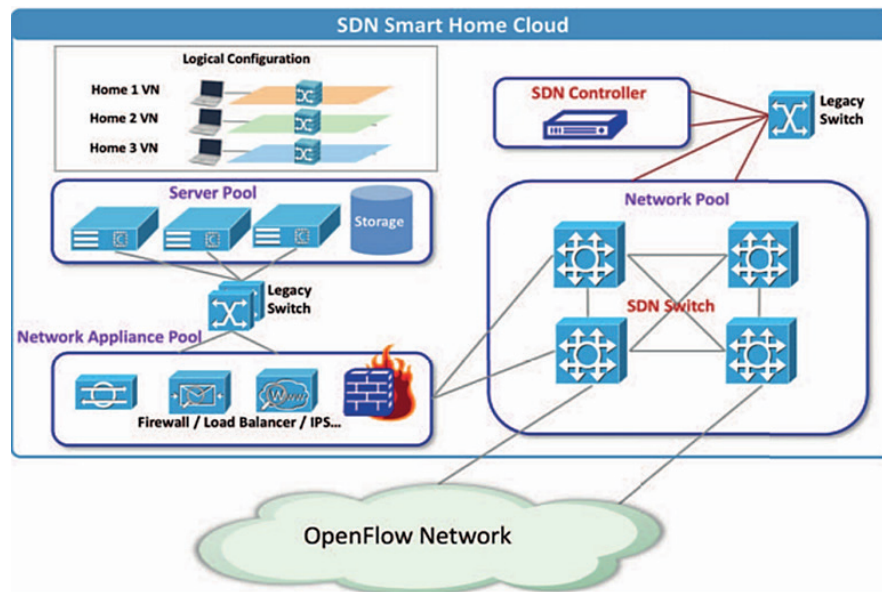 SDN Smart Home Cloud
Logical Configuration
Home 1 VN
Home 2 VN
Home 3 VN
SDN Controller
Legacy
Switch
Server Pool
Storage
Network Pool
Legacy
Switch
SDN Switch
Network Appliance Pool
Firewall / Load Balancer / IPS...
OpenFlow Network